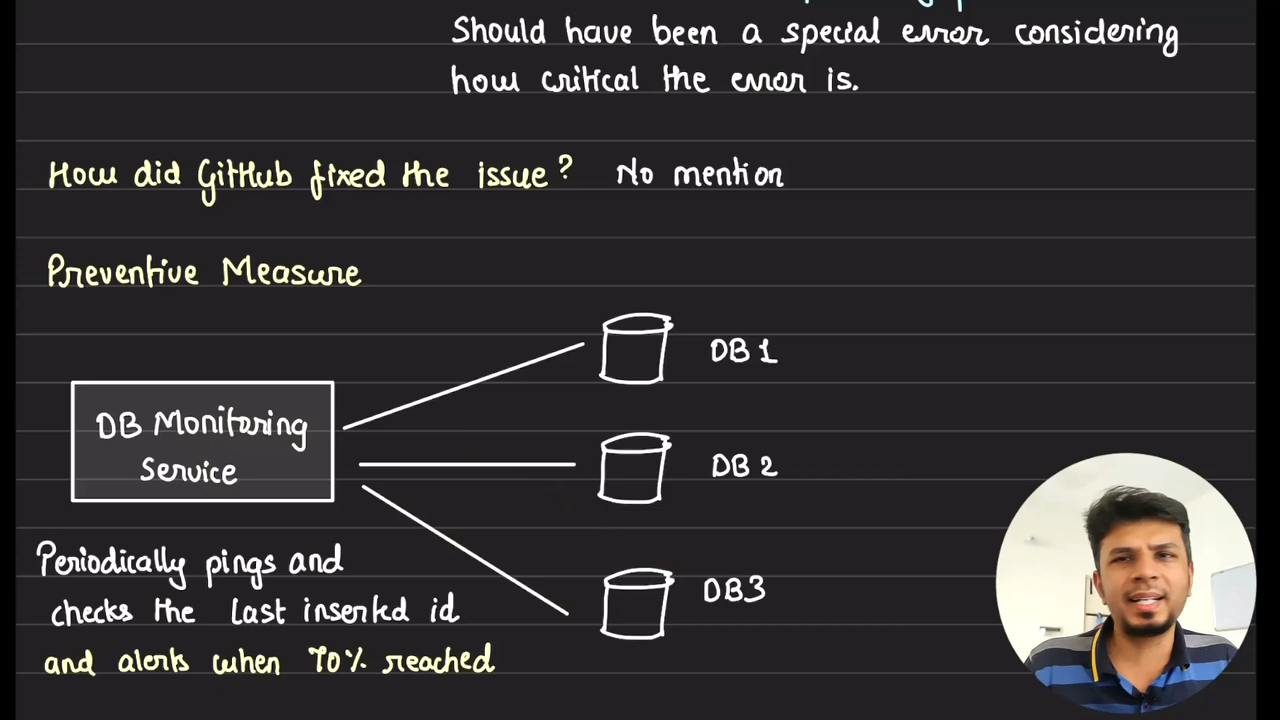 Should have been a special error considering
how critical the error is.
How did GitHub fixed the issue? No mention
Preventive Measure
DB 1
DB Monitoring
Service
DB 2
Periodically pings and
checks the last inserted id
and alerts when 70% reached
DB3